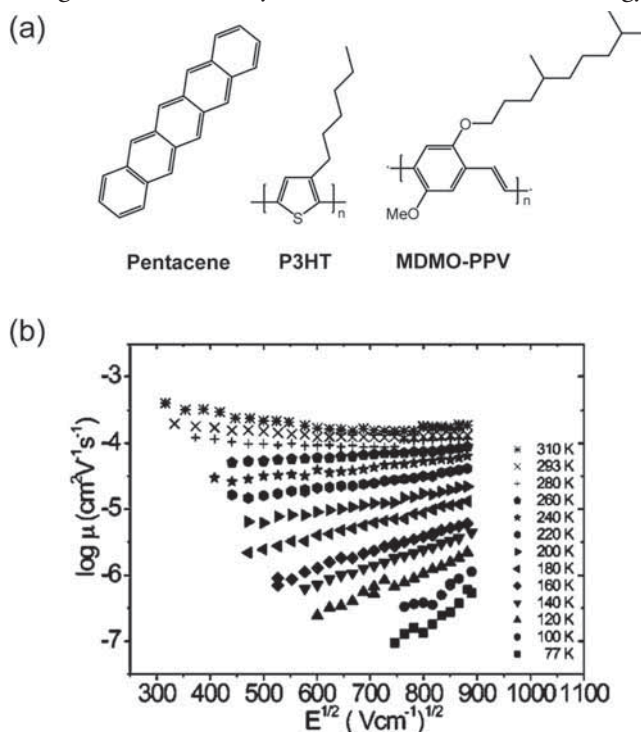 (a)
O
MeO
n
S
n
Pentacene
P3HT
MDMO-PPV
(b)
log μ (cm²V⁻¹s⁻¹)
-3
-4
-5
-6
-7
310 K
293 K
280 K
260 K
240 K
220 K
200 K
180 K
160 K
140 K
120 K
100 K
77 K
300 400 500 600 700 800 900 1000 1100
E^1/2 ( Vcm⁻¹)^1/2